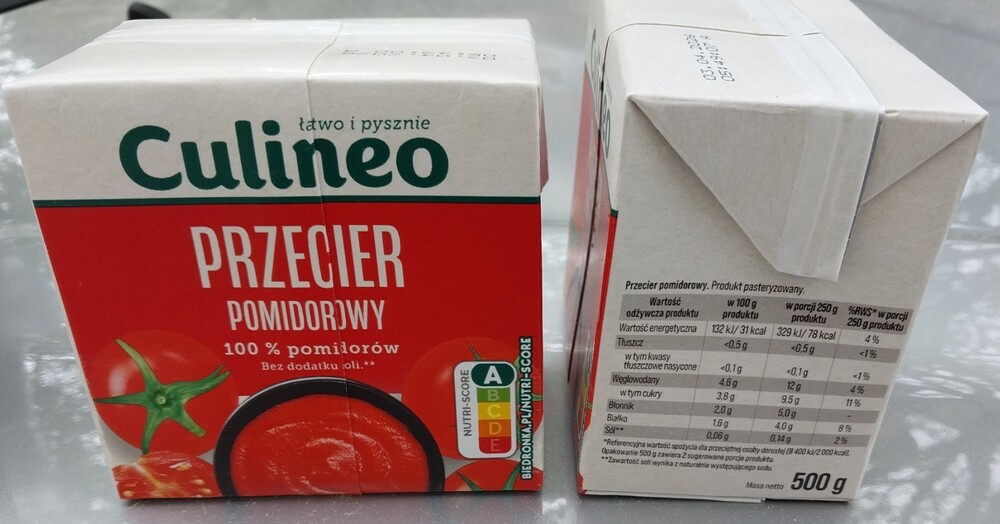 łatwo i pysznie
Culineo
PRZECIER
POMIDOROWY
100 % pomidorów
Bez dodatku soli.**
NUTRI-SCORE
A
B
C
D
E
BIEDRONKA.PL/NUTRI-SCORE
03.04.2026
Przecier pomidorowy. Produkt pasteryzowany.
Wartość odżywcza produktu w 100 g produktu w porcji 250 g produktu %RWS* w porcji 250 g produktu
Wartość energetyczna 132 kJ/ 31 kcal 329 kJ/ 78 kcal 4 %
Tłuszcz <0,5 g <0,5 g <1 %
w tym kwasy tłuszczowe nasycone <0,1 g <0,1 g <1 %
Węglowodany 4,6 g 12 g 4 %
w tym cukry 3,8 g 9,5 g 11 %
Błonnik 2,0 g 5,0 g -
Białko 1,6 g 4,0 g 8 %
Sól** 0,06 g 0,14 g 2 %
*Referencyjna wartość spożycia dla przeciętnej osoby dorosłej (8 400 kJ/2 000 kcal).
Opakowanie 500 g zawiera 2 sugerowane porcje produktu.
**Zawartość soli wynika z naturalnie występującego sodu.
Masa netto 500 g